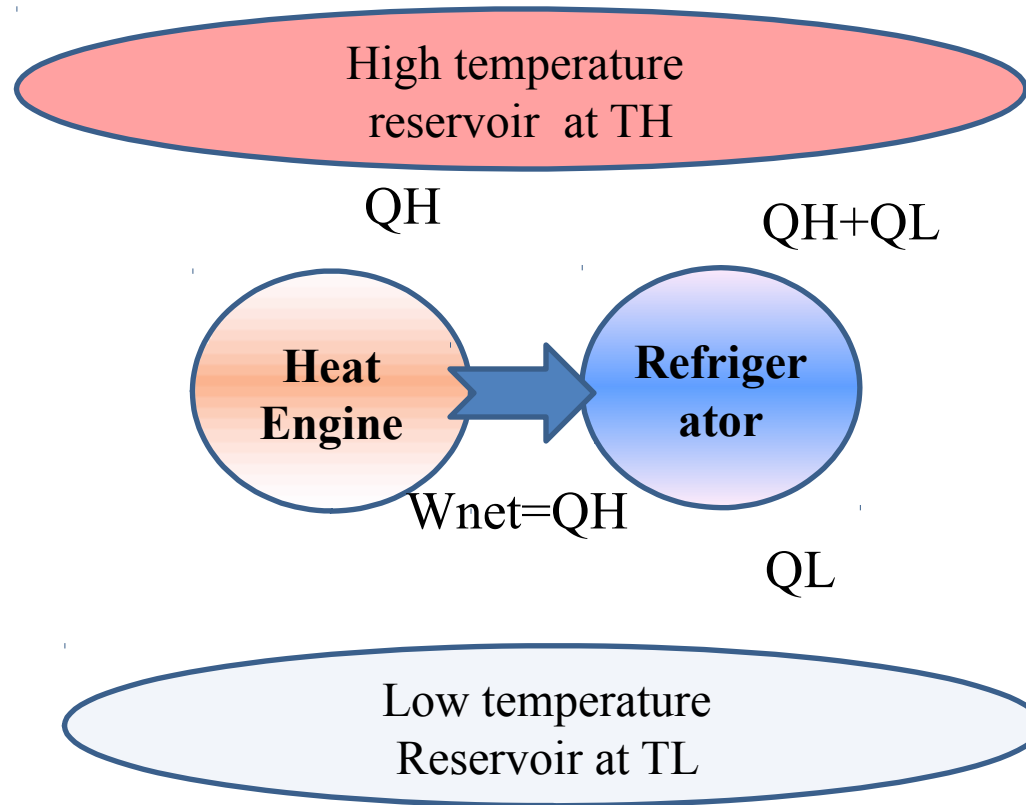 High temperature
reservoir at TH
QH
QH+QL
Heat
Engine
Refriger
ator
Wnet=QH
QL
Low temperature
Reservoir at TL